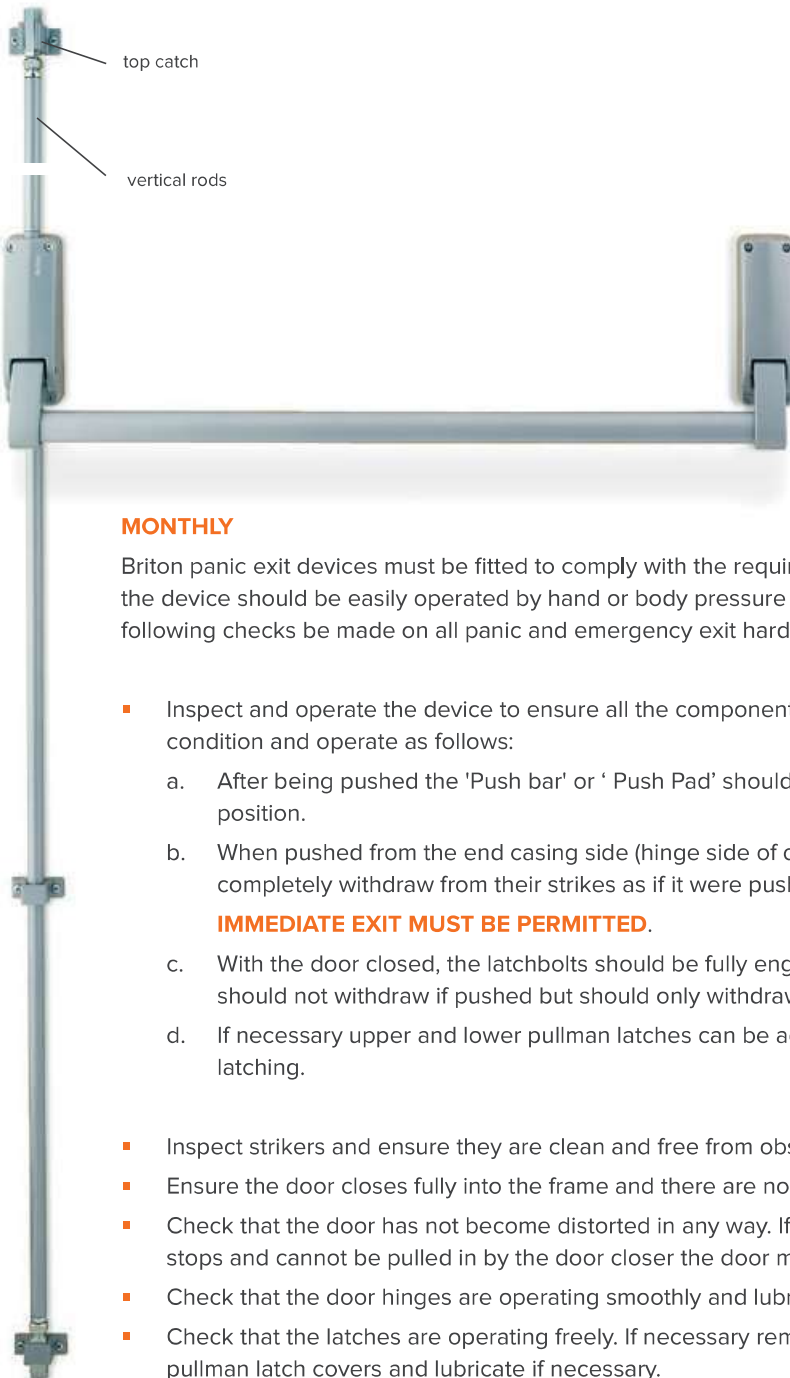 top catch
vertical rods
MONTHLY
Briton panic exit devices must be fitted to comply with the requi
the device should be easily operated by hand or body pressure
following checks be made on all panic and emergency exit hard
Inspect and operate the device to ensure all the component
condition and operate as follows:
a. After being pushed the 'Push bar' or ‘ Push Pad’ should
position.
b. When pushed from the end casing side (hinge side of
completely withdraw from their strikes as if it were push
IMMEDIATE EXIT MUST BE PERMITTED.
c. With the door closed, the latchbolts should be fully eng
should not withdraw if pushed but should only withdraw
d. If necessary upper and lower pullman latches can be a
latching.
Inspect strikers and ensure they are clean and free from obs
Ensure the door closes fully into the frame and there are no
Check that the door has not become distorted in any way. If
stops and cannot be pulled in by the door closer the door m
Check that the door hinges are operating smoothly and lubr
Check that the latches are operating freely. If necessary rem
pullman latch covers and lubricate if necessary.